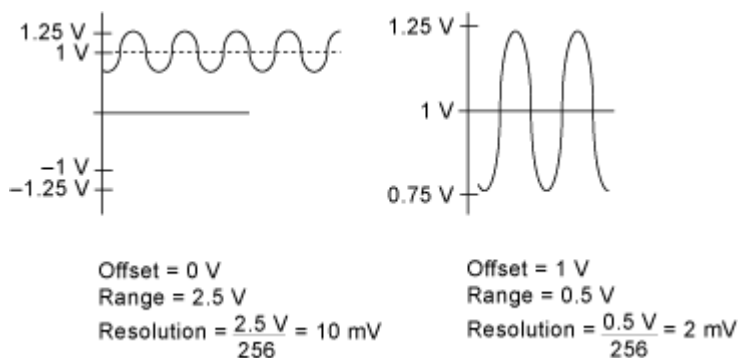 1.25 V
1 V
–1 V
–1.25 V
Offset = 0 V
Range = 2.5 V
Resolution = 2.5 V / 256 = 10 mV
1.25 V
1 V
0.75 V
Offset = 1 V
Range = 0.5 V
Resolution = 0.5 V / 256 = 2 mV